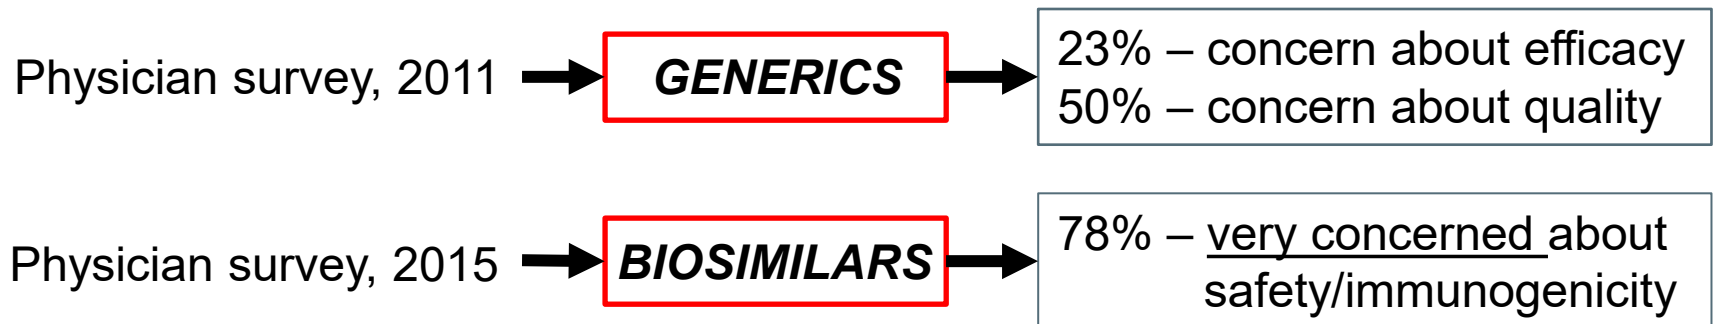 Physician survey, 2011
GENERICS
23% – concern about efficacy
50% – concern about quality
Physician survey, 2015
BIOSIMILARS
78% – very concerned about
safety/immunogenicity